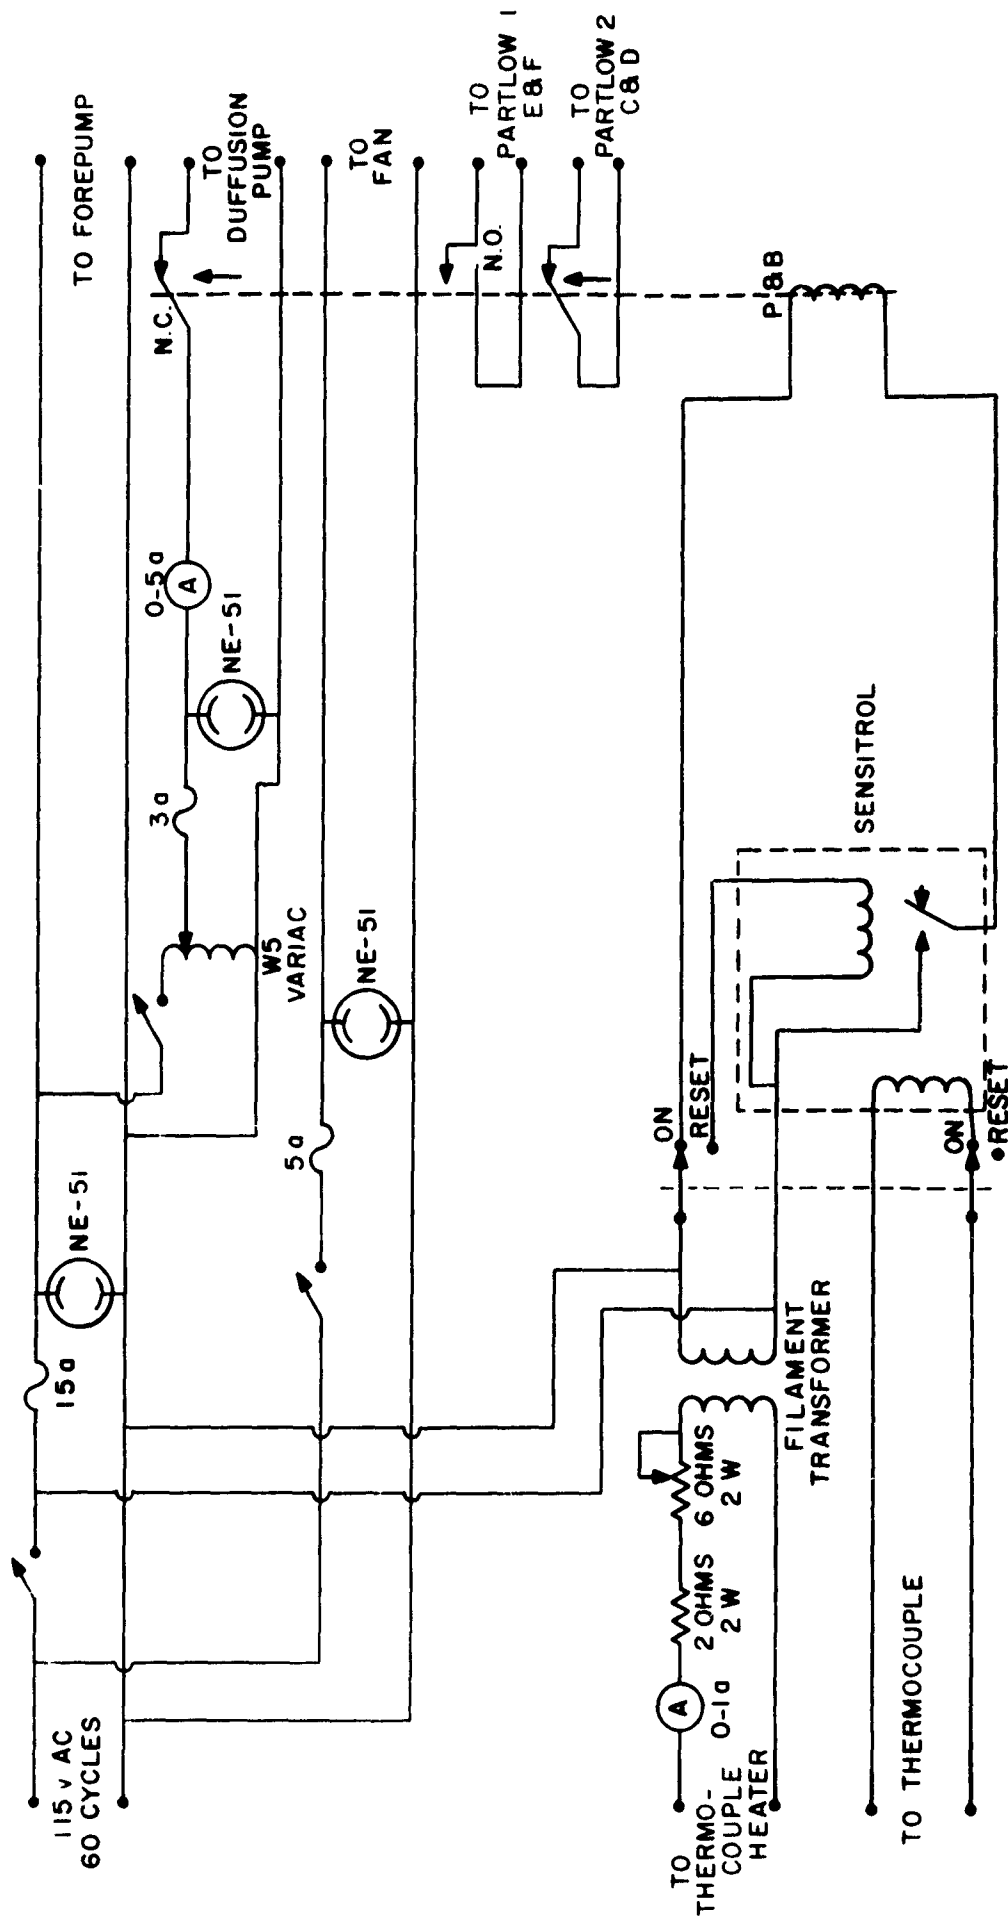 115 v AC
60 CYCLES
15a
NE-51
TO FOREPUMP
W5
VARIAC
3a
NE-51
0-5a
A
N.C.
TO
DUFFUSION
PUMP
5a
NE-51
TO
FAN
N.O.
TO
PARTLOW 1
E&F
TO
PARTLOW 2
C&D
P&B
TO
THERMO-
COUPLE
HEATER
A
0-1a
2 OHMS
2 W
6 OHMS
2 W
FILAMENT
TRANSFORMER
ON
RESET
SENSITROL
TO THERMOCOUPLE
ON
RESET